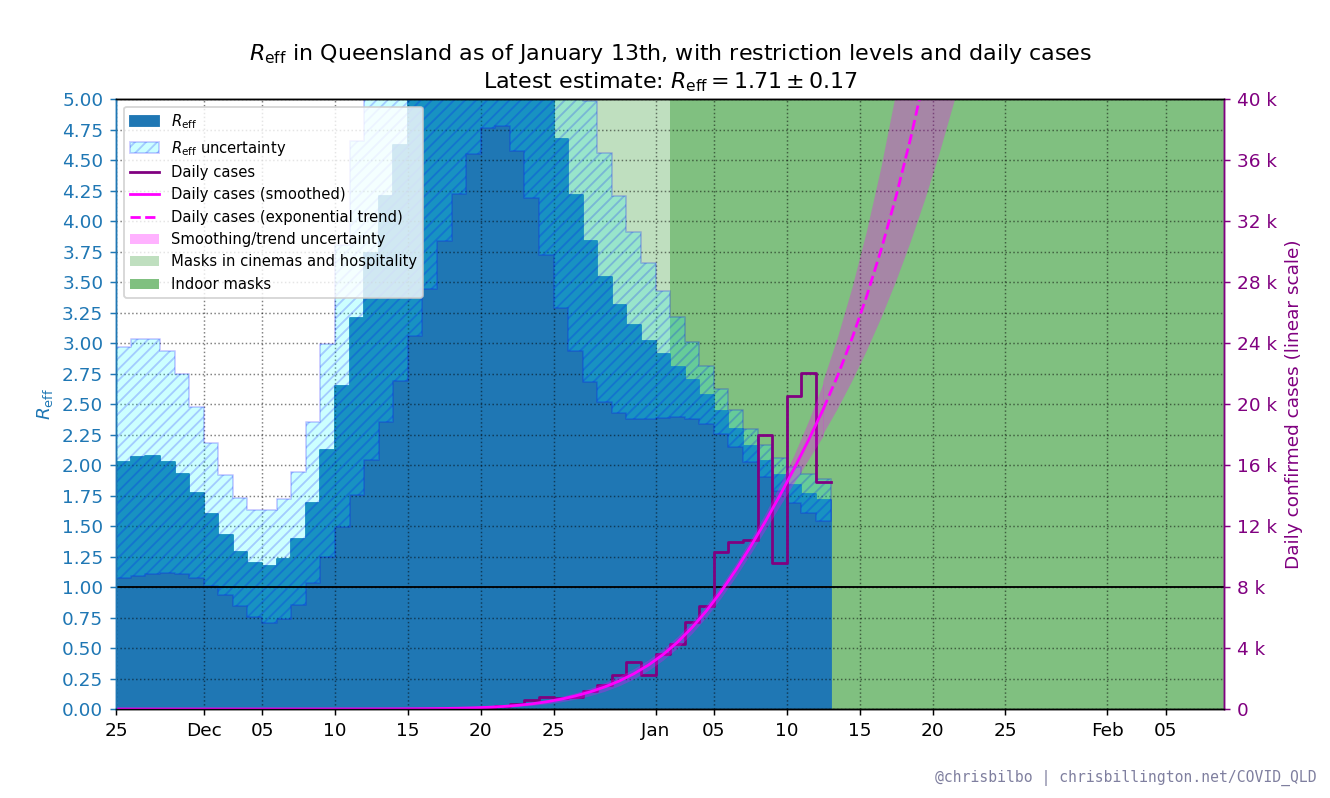 Reff in Queensland as of January 13th, with restriction levels and daily cases
Latest estimate: Reff = 1.71 ± 0.17
Reff
Reff uncertainty
Daily cases
Daily cases (smoothed)
Daily cases (exponential trend)
Smoothing/trend uncertainty
Masks in cinemas and hospitality
Indoor masks
5.00
4.75
4.50
4.25
4.00
3.75
3.50
3.25
3.00
2.75
2.50
2.25
2.00
1.75
1.50
1.25
1.00
0.75
0.50
0.25
0.00
Reff
40 k
36 k
32 k
28 k
24 k
20 k
16 k
12 k
8 k
4 k
0
Daily confirmed cases (linear scale)
25 Dec 05 10 15 20 25 Jan 05 10 15 20 25 Feb 05
@chrisbilbo | chrisbillington.net/COVID_QLD